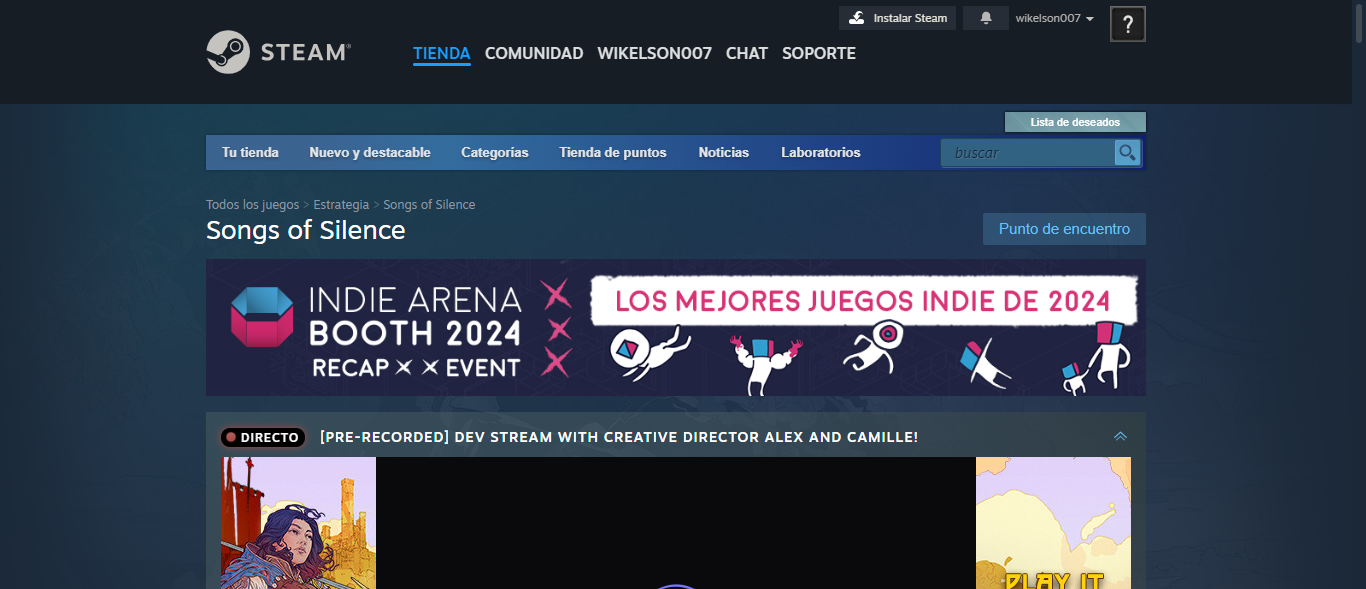 Instalar Steam
wikelson007
?
STEAM®
TIENDA COMUNIDAD WIKELSON007 CHAT SOPORTE
Lista de deseados
Tu tienda Nuevo y destacable Categorías Tienda de puntos Noticias Laboratorios buscar
Todos los juegos > Estrategia > Songs of Silence
Songs of Silence
Punto de encuentro
INDIE ARENA
BOOTH 2024
RECAP EVENT
LOS MEJORES JUEGOS INDIE DE 2024
DIRECTO [PRE-RECORDED] DEV STREAM WITH CREATIVE DIRECTOR ALEX AND CAMILLE!
PLAY IT